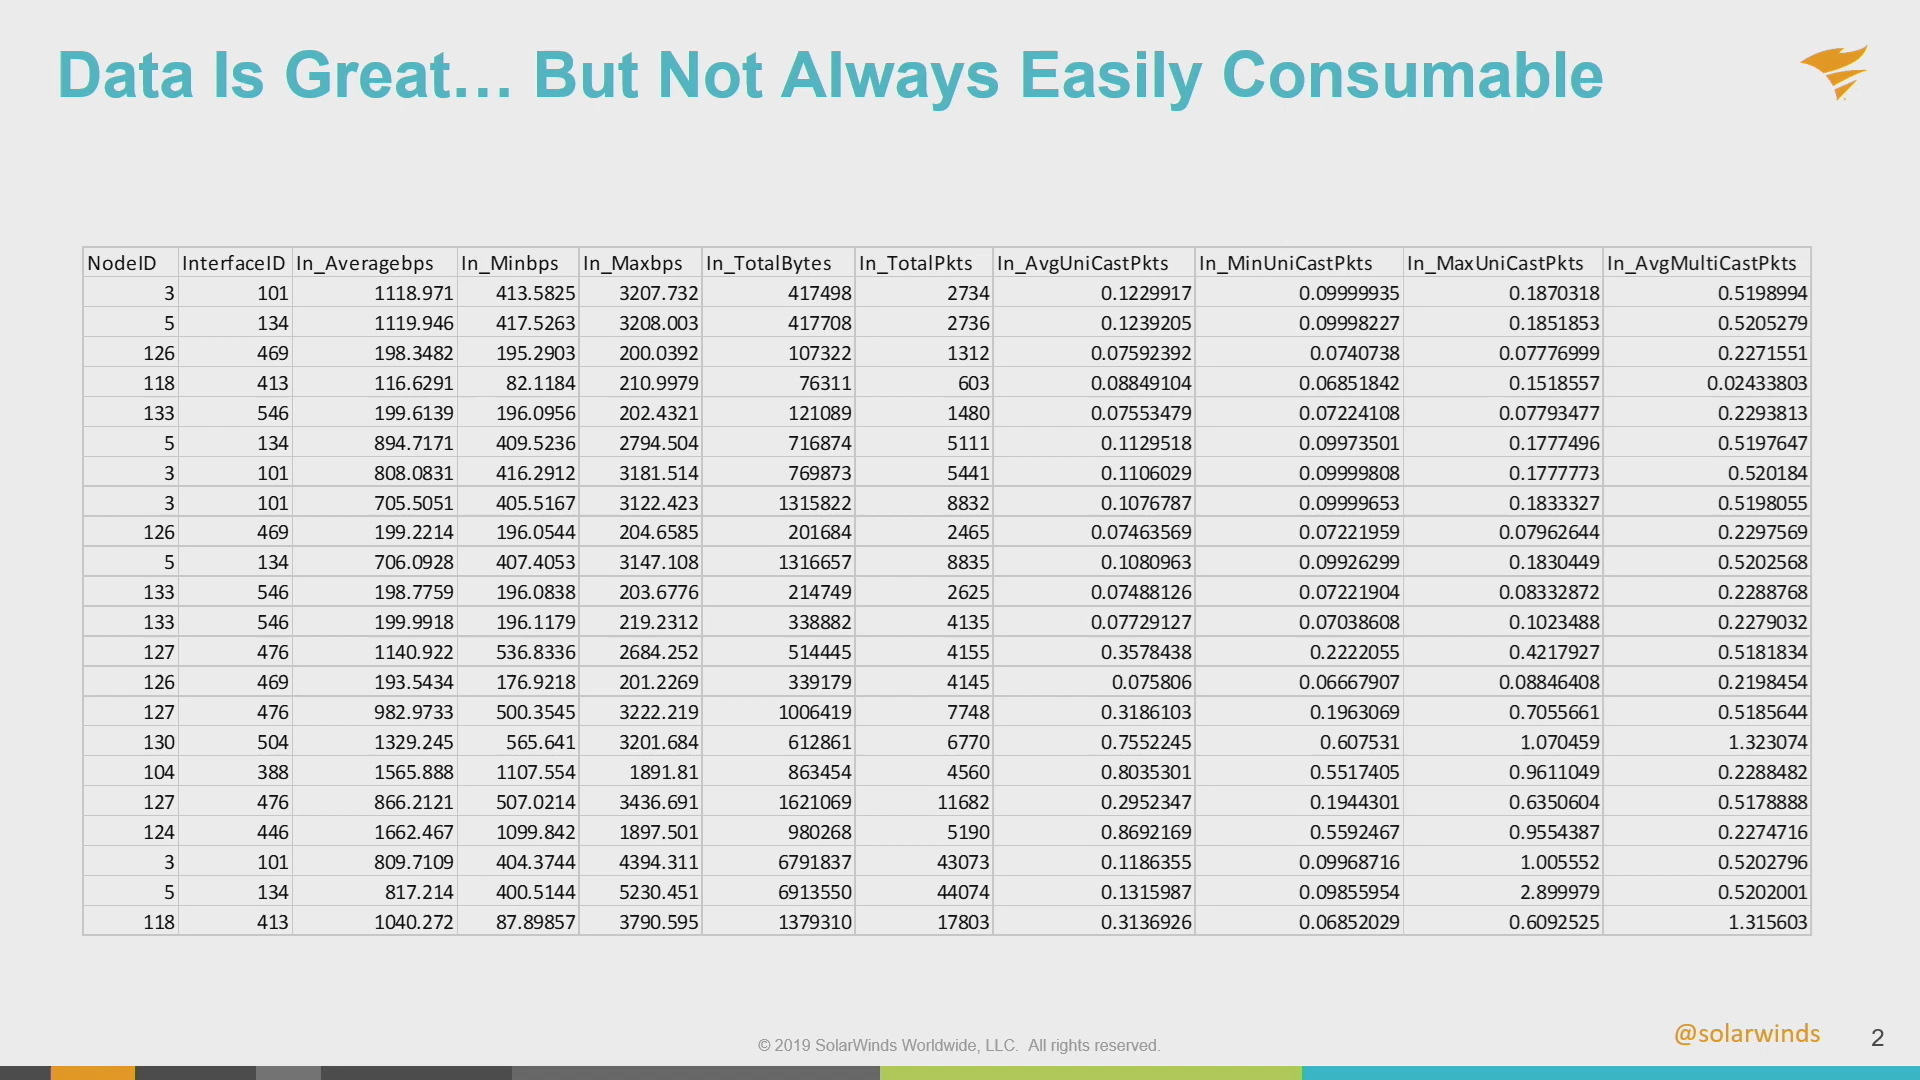 Data Is Great… But Not Always Easily Consumable
NodeID InterfaceID In_Averagebps In_Minbps In_Maxbps In_TotalBytes In_TotalPkts In_AvgUniCastPkts In_MinUniCastPkts In_MaxUniCastPkts In_AvgMultiCastPkts
3 101 1118.971 413.5825 3207.732 417498 2734 0.1229917 0.09999935 0.1870318 0.5198994
5 134 1119.946 417.5263 3208.003 417708 2736 0.1239205 0.09998227 0.1851853 0.5205279
126 469 198.3482 195.2903 200.0392 107322 1312 0.07592392 0.0740738 0.07776999 0.2271551
118 413 116.6291 82.1184 210.9979 76311 603 0.08849104 0.06851842 0.1518557 0.02433803
133 546 199.6139 196.0956 202.4321 121089 1480 0.07553479 0.07224108 0.07793477 0.2293813
5 134 894.7171 409.5236 2794.504 716874 5111 0.1129518 0.09973501 0.1777496 0.5197647
3 101 808.0831 416.2912 3181.514 769873 5441 0.1106029 0.09999808 0.1777773 0.520184
3 101 705.5051 405.5167 3122.423 1315822 8832 0.1076787 0.09999653 0.1833327 0.5198055
126 469 199.2214 196.0544 204.6585 201684 2465 0.07463569 0.07221959 0.07962644 0.2297569
5 134 706.0928 407.4053 3147.108 1316657 8835 0.1080963 0.09926299 0.1830449 0.5202568
133 546 198.7759 196.0838 203.6776 214749 2625 0.07488126 0.07221904 0.08332872 0.2288768
133 546 199.9918 196.1179 219.2312 338882 4135 0.07729127 0.07038608 0.1023488 0.2279032
127 476 1140.922 536.8336 2684.252 514445 4155 0.3578438 0.2222055 0.4217927 0.5181834
126 469 193.5434 176.9218 201.2269 339179 4145 0.075806 0.06667907 0.08846408 0.2198454
127 476 982.9733 500.3545 3222.219 1006419 7748 0.3186103 0.1963069 0.7055661 0.5185644
130 504 1329.245 565.641 3201.684 612861 6770 0.7552245 0.607531 1.070459 1.323074
104 388 1565.888 1107.554 1891.81 863454 4560 0.8035301 0.5517405 0.9611049 0.2288482
127 476 866.2121 507.0214 3436.691 1621069 11682 0.2952347 0.1944301 0.6350604 0.5178888
124 446 1662.467 1099.842 1897.501 980268 5190 0.8692169 0.5592467 0.9554387 0.2274716
3 101 809.7109 404.3744 4394.311 6791837 43073 0.1186355 0.09968716 1.005552 0.5202796
5 134 817.214 400.5144 5230.451 6913550 44074 0.1315987 0.09855954 2.899979 0.5202001
118 413 1040.272 87.89857 3790.595 1379310 17803 0.3136926 0.06852029 0.6092525 1.315603
© 2019 SolarWinds Worldwide, LLC. All rights reserved.
@solarwinds
2